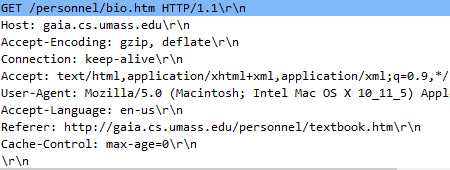 GET /personnel/bio.htm HTTP/1.1\r\n
Host: gaia.cs.umass.edu\r\n
Accept-Encoding: gzip, deflate\r\n
Connection: keep-alive\r\n
Accept: text/html,application/xhtml+xml,application/xml;q=0.9,*/
User-Agent: Mozilla/5.0 (Macintosh; Intel Mac OS X 10_11_5) Appl
Accept-Language: en-us\r\n
Referer: http://gaia.cs.umass.edu/personnel/textbook.htm\r\n
Cache-Control: max-age=0\r\n
\r\n